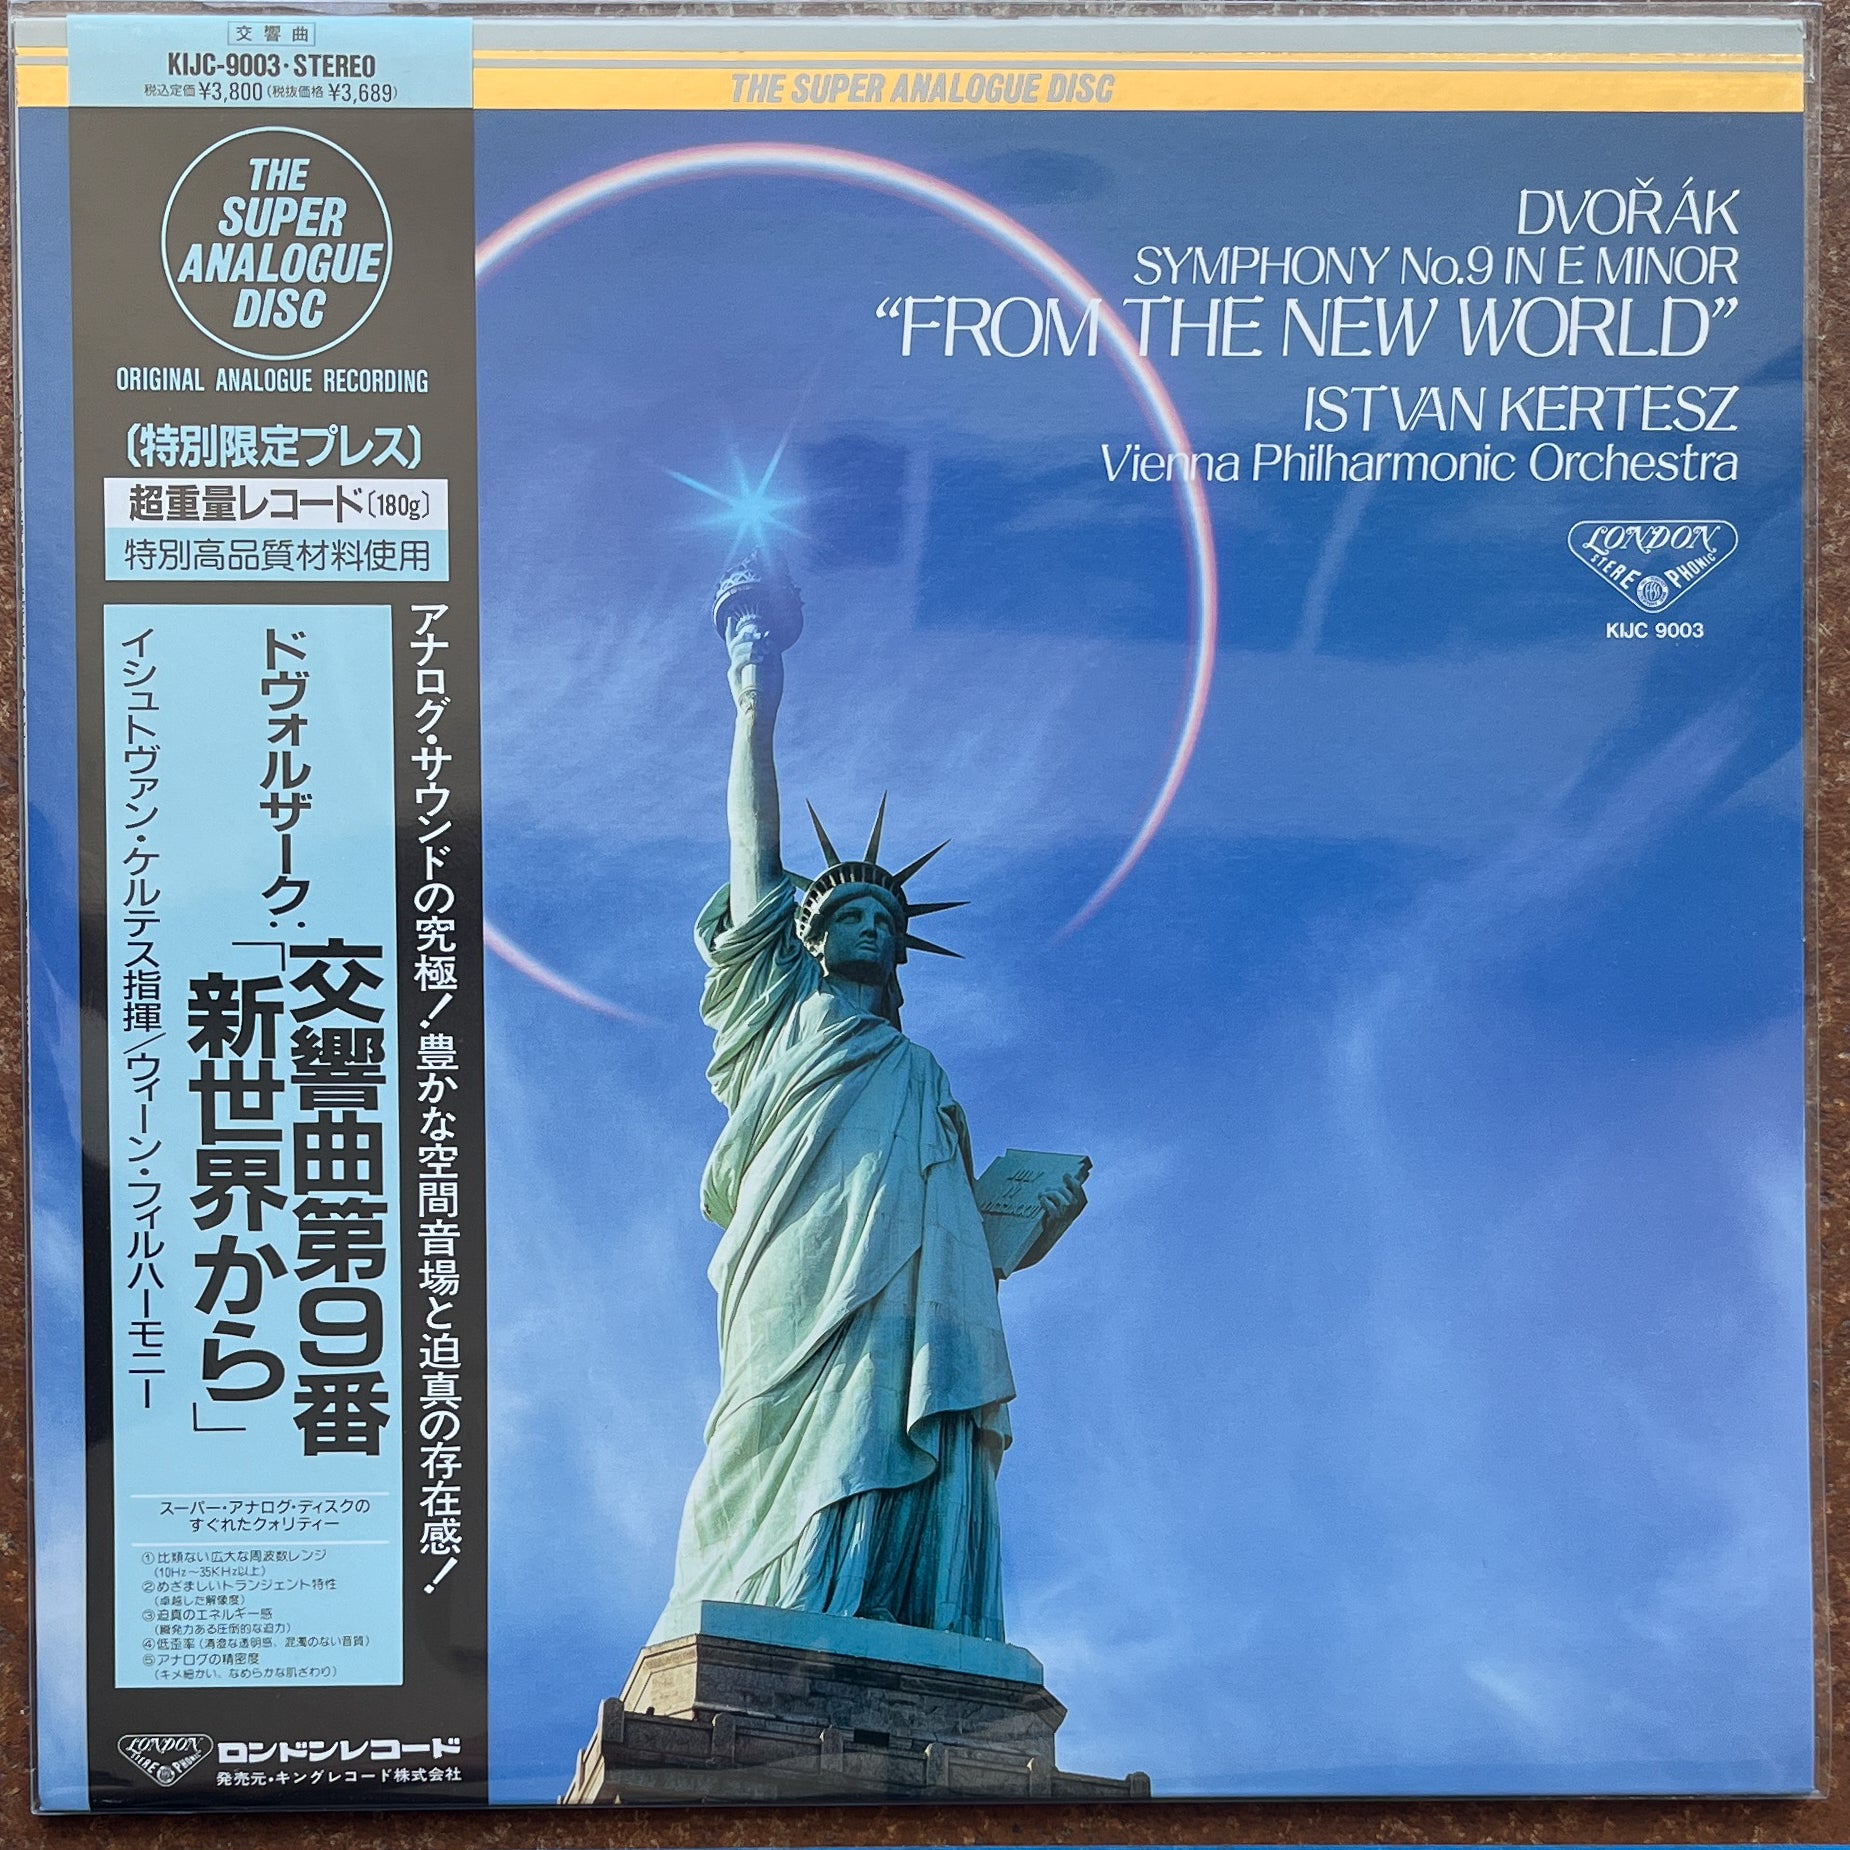 交響曲
KIJC-9003·STEREO
税込定価¥3,800(税抜価格 ¥3,689)
THE
SUPER
ANALOGUE
DISC
ORIGINAL ANALOGUE RECORDING
〔特別限定プレス〕
超重量レコード〔180g〕
特別高品質材料使用
アナログ・サウンドの究極！豊かな空間音場と迫真の存在感！
ドヴォルザーク：
交響曲第9番
「新世界から」
イシュトヴァン・ケルテス指揮/ウィーン・フィルハーモニー
スーパー・アナログ・ディスクの
すぐれたクォリティー
①比類ない広大な周波数レンジ
(10Hz〜35KHz以上)
②めざましいトランジェント特性
(卓越した解像度)
③迫真のエネルギー感
(瞬発力ある圧倒的な迫力)
④低歪率(清澄な透明感、混濁のない音質)
⑤アナログの精密度
(キメ細かい、なめらかな肌ざわり)
LONDON
STEREO PHONIC
ロンドンレコード
発売元・キングレコード株式会社
THE SUPER ANALOGUE DISC
DVOŘÁK
SYMPHONY No.9 IN E MINOR
“FROM THE NEW WORLD”
ISTVAN KERTESZ
Vienna Philharmonic Orchestra
LONDON
STEREO PHONIC
KIJC 9003
JULY
IV